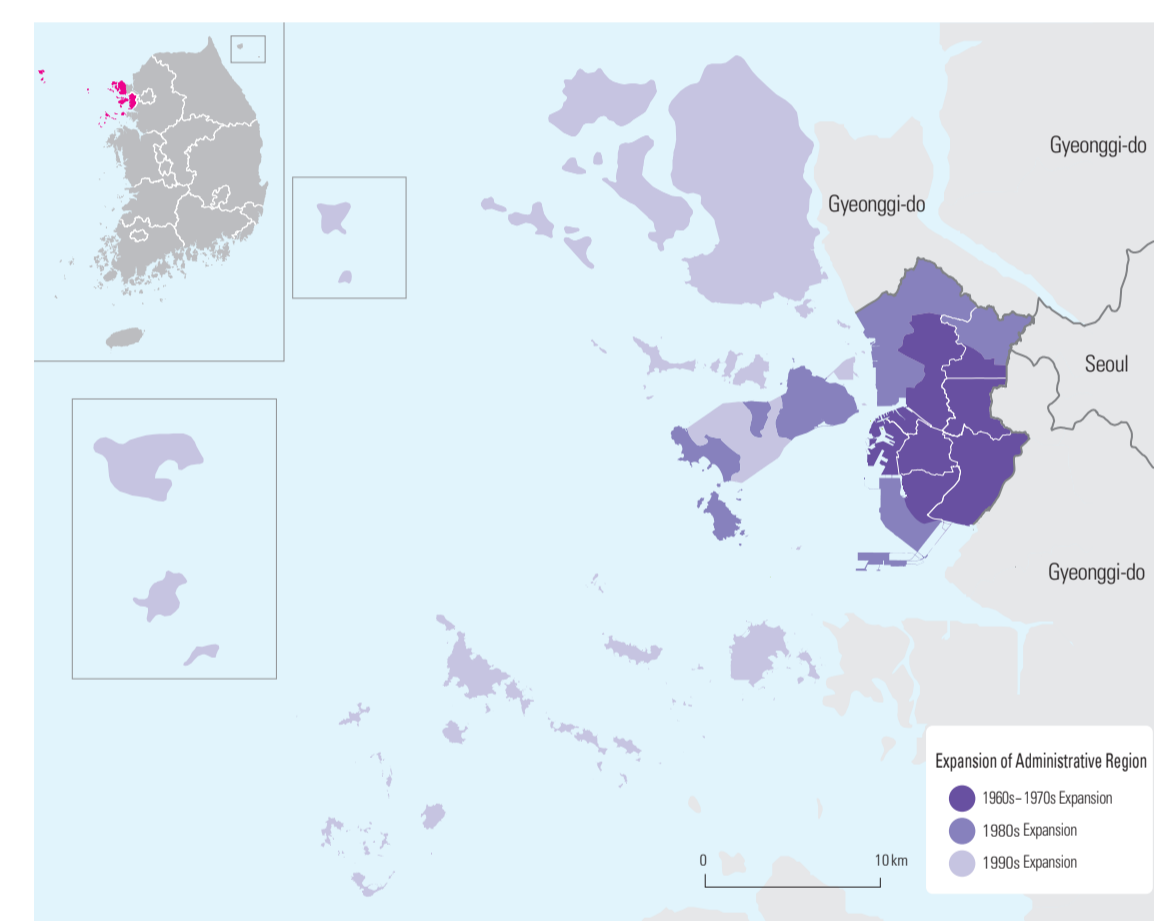 Gyeonggi-do
Gyeonggi-do
Seoul
Gyeonggi-do
Expansion of Administrative Region
1960s–1970s Expansion
1980s Expansion
1990s Expansion
0 10 km